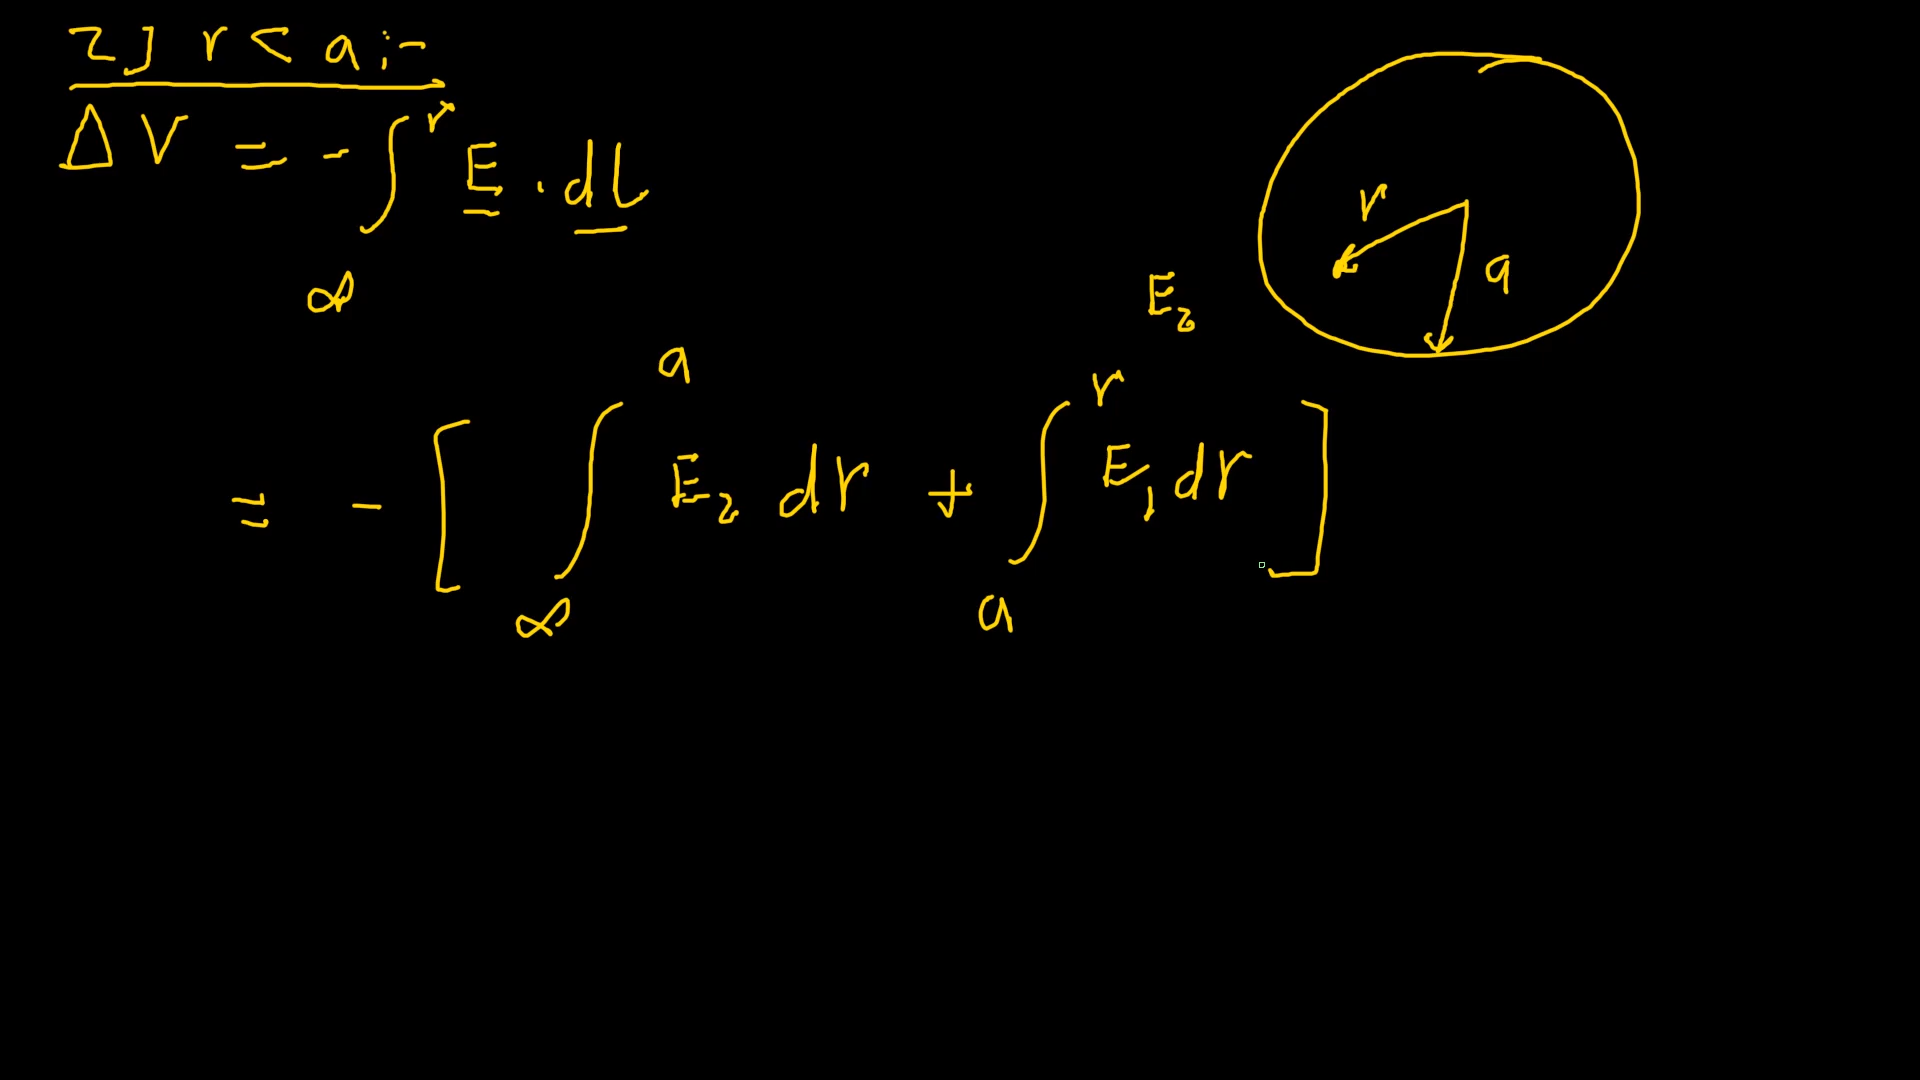 2] r < a :-
ΔV = - ∫_∞^r E · dl
= - [ ∫_∞^a E₂ dr + ∫_a^r E₁ dr ]
r
a
E₂